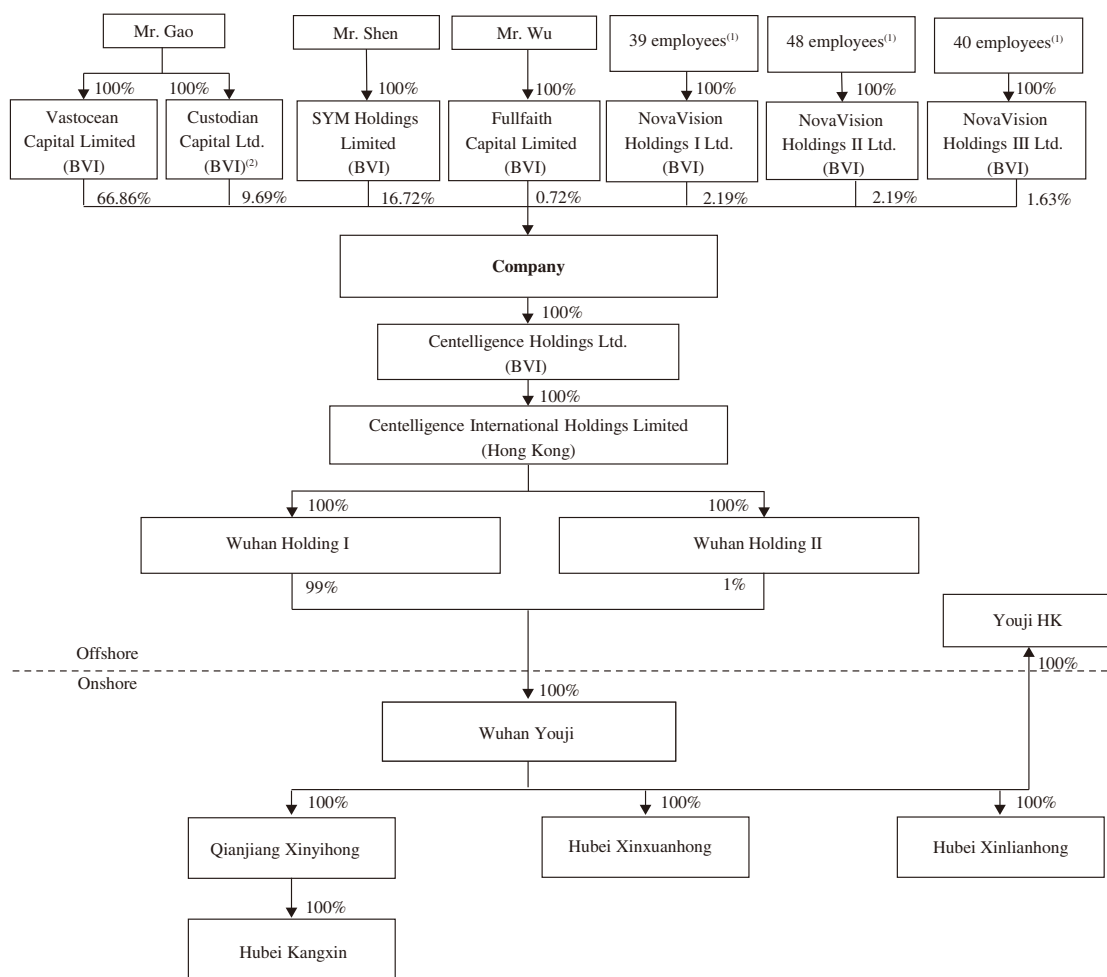 Mr. Gao
Mr. Shen
Mr. Wu
39 employees(1)
48 employees(1)
40 employees(1)
100%
100%
100%
100%
100%
100%
100%
Vastocean
Capital Limited
(BVI)
Custodian
Capital Ltd.
(BVI)(2)
SYM Holdings
Limited
(BVI)
Fullfaith
Capital Limited
(BVI)
NovaVision
Holdings I Ltd.
(BVI)
NovaVision
Holdings II Ltd.
(BVI)
NovaVision
Holdings III Ltd.
(BVI)
66.86%
9.69%
16.72%
0.72%
2.19%
2.19%
1.63%
Company
100%
Centelligence Holdings Ltd.
(BVI)
100%
Centelligence International Holdings Limited
(Hong Kong)
100%
100%
Wuhan Holding I
Wuhan Holding II
99%
1%
Youji HK
Offshore
100%
Onshore
100%
Wuhan Youji
100%
100%
100%
Qianjiang Xinyihong
Hubei Xinxuanhong
Hubei Xinlianhong
100%
Hubei Kangxin